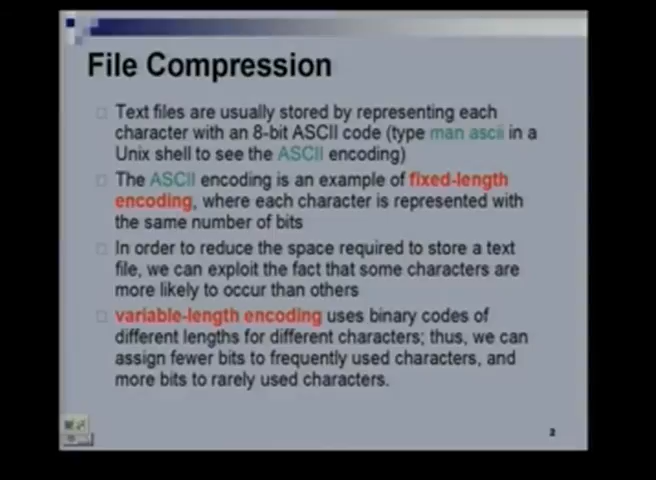 File Compression
Text files are usually stored by representing each
character with an 8-bit ASCII code (type man ascii in a
Unix shell to see the ASCII encoding)
The ASCII encoding is an example of fixed-length
encoding, where each character is represented with
the same number of bits
In order to reduce the space required to store a text
file, we can exploit the fact that some characters are
more likely to occur than others
variable-length encoding uses binary codes of
different lengths for different characters; thus, we can
assign fewer bits to frequently used characters, and
more bits to rarely used characters.
2